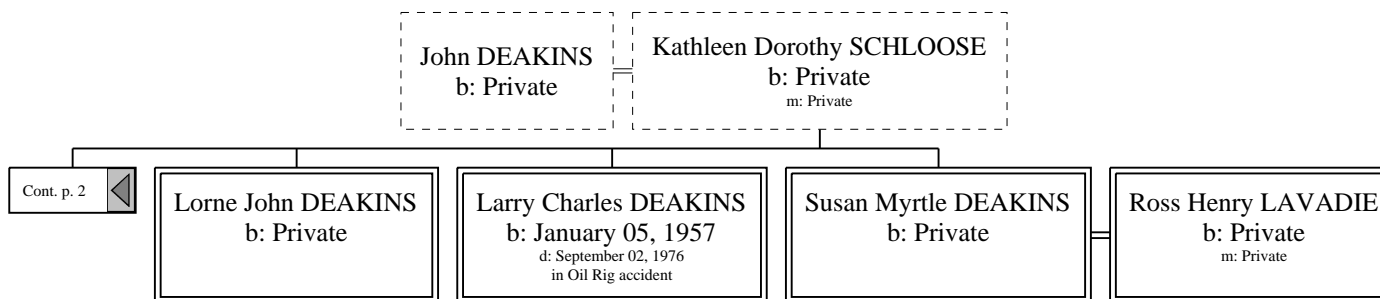 John DEAKINS
b: Private
Kathleen Dorothy SCHLOOSE
b: Private
m: Private
Cont. p. 2
Lorne John DEAKINS
b: Private
Larry Charles DEAKINS
b: January 05, 1957
d: September 02, 1976
in Oil Rig accident
Susan Myrtle DEAKINS
b: Private
Ross Henry LAVADIE
b: Private
m: Private